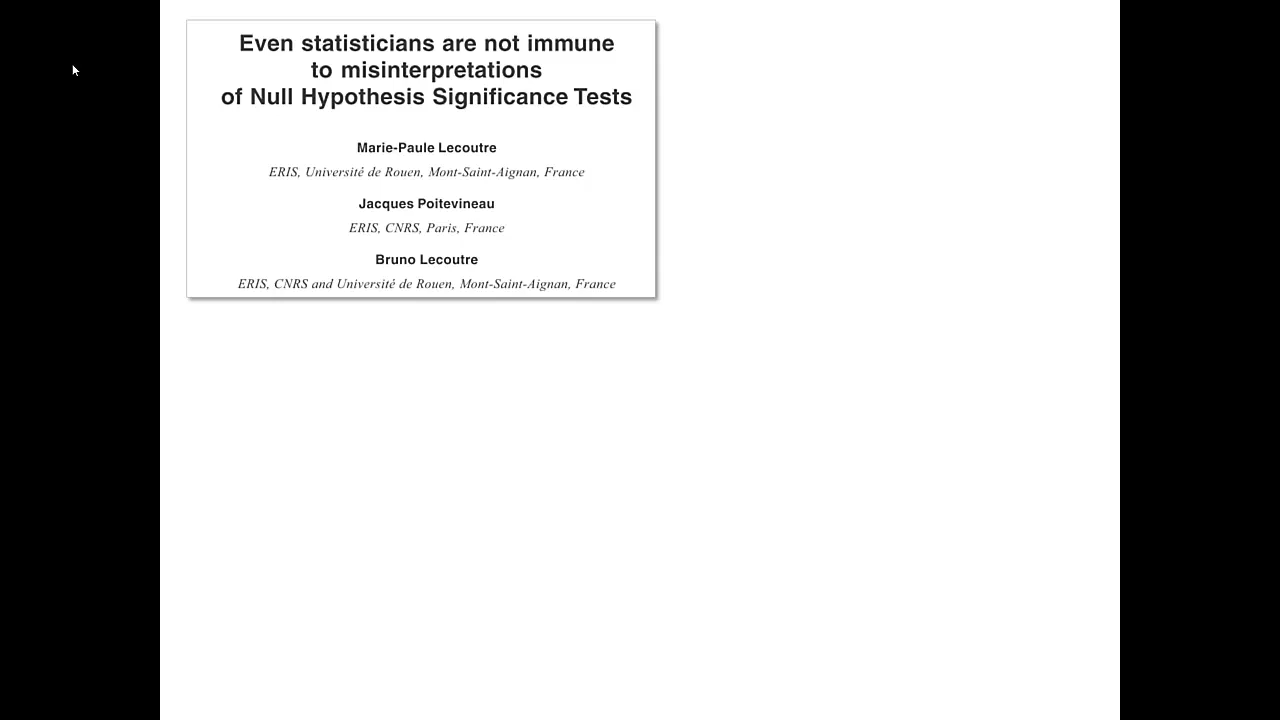 Even statisticians are not immune
to misinterpretations
of Null Hypothesis Significance Tests
Marie-Paule Lecoutre
ERIS, Université de Rouen, Mont-Saint-Aignan, France
Jacques Poitevineau
ERIS, CNRS, Paris, France
Bruno Lecoutre
ERIS, CNRS and Université de Rouen, Mont-Saint-Aignan, France